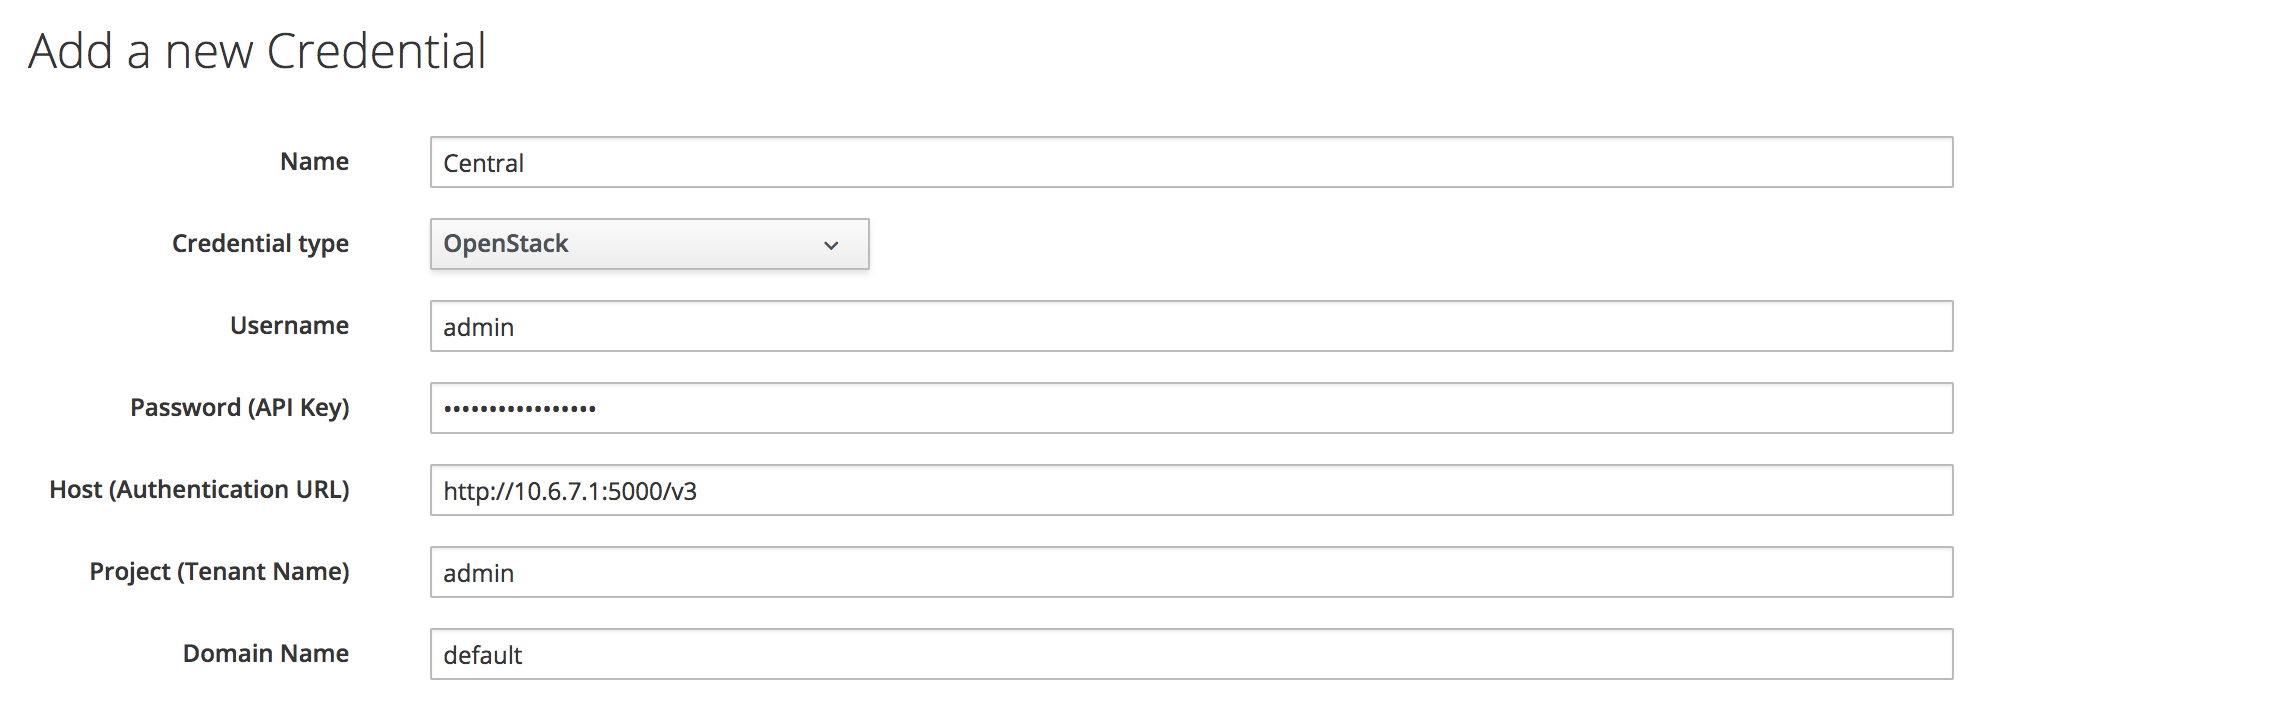 Add a new Credential
Name Central
Credential type OpenStack
Username admin
Password (API Key) •••••••••••••••••
Host (Authentication URL) http://10.6.7.1:5000/v3
Project (Tenant Name) admin
Domain Name default